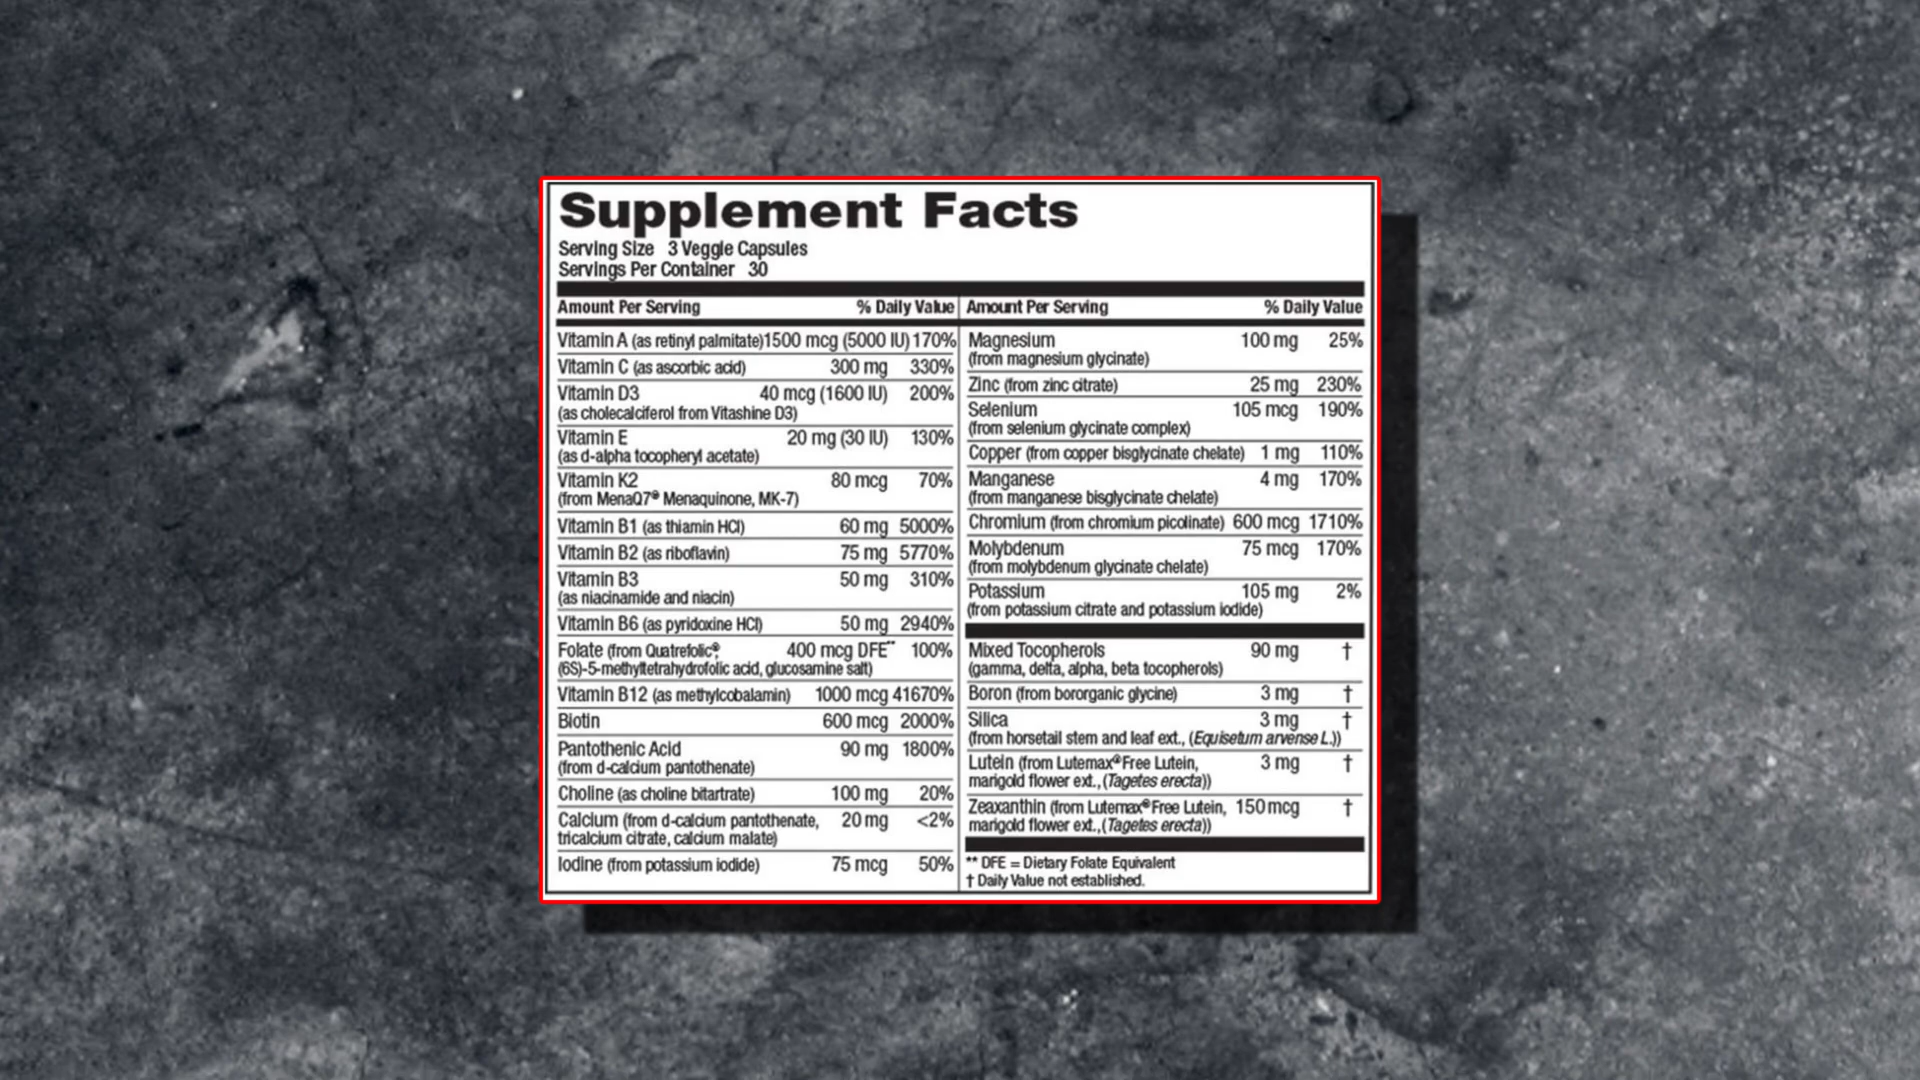 Supplement Facts
Serving Size 3 Veggie Capsules
Servings Per Container 30
Amount Per Serving % Daily Value
Vitamin A (as retinyl palmitate) 1500 mcg (5000 IU) 170%
Vitamin C (as ascorbic acid) 300 mg 330%
Vitamin D3 40 mcg (1600 IU) 200%
(as cholecalciferol from Vitashine D3)
Vitamin E 20 mg (30 IU) 130%
(as d-alpha tocopheryl acetate)
Vitamin K2 80 mcg 70%
(from MenaQ7® Menaquinone, MK-7)
Vitamin B1 (as thiamin HCl) 60 mg 5000%
Vitamin B2 (as riboflavin) 75 mg 5770%
Vitamin B3 50 mg 310%
(as niacinamide and niacin)
Vitamin B6 (as pyridoxine HCl) 50 mg 2940%
Folate (from Quatrefolic®, 400 mcg DFE** 100%
(6S)-5-methyltetrahydrofolic acid, glucosamine salt)
Vitamin B12 (as methylcobalamin) 1000 mcg 41670%
Biotin 600 mcg 2000%
Pantothenic Acid 90 mg 1800%
(from d-calcium pantothenate)
Choline (as choline bitartrate) 100 mg 20%
Calcium (from d-calcium pantothenate, 20 mg <2%
tricalcium citrate, calcium malate)
Iodine (from potassium iodide) 75 mcg 50%
Amount Per Serving % Daily Value
Magnesium 100 mg 25%
(from magnesium glycinate)
Zinc (from zinc citrate) 25 mg 230%
Selenium 105 mcg 190%
(from selenium glycinate complex)
Copper (from copper bisglycinate chelate) 1 mg 110%
Manganese 4 mg 170%
(from manganese bisglycinate chelate)
Chromium (from chromium picolinate) 600 mcg 1710%
Molybdenum 75 mcg 170%
(from molybdenum glycinate chelate)
Potassium 105 mg 2%
(from potassium citrate and potassium iodide)
Mixed Tocopherols 90 mg †
(gamma, delta, alpha, beta tocopherols)
Boron (from bororganic glycine) 3 mg †
Silica 3 mg †
(from horsetail stem and leaf ext., (Equisetum arvense L.))
Lutein (from Lutemax® Free Lutein, 3 mg †
marigold flower ext., (Tagetes erecta))
Zeaxanthin (from Lutemax® Free Lutein, 150 mcg †
marigold flower ext., (Tagetes erecta))
** DFE = Dietary Folate Equivalent
† Daily Value not established.